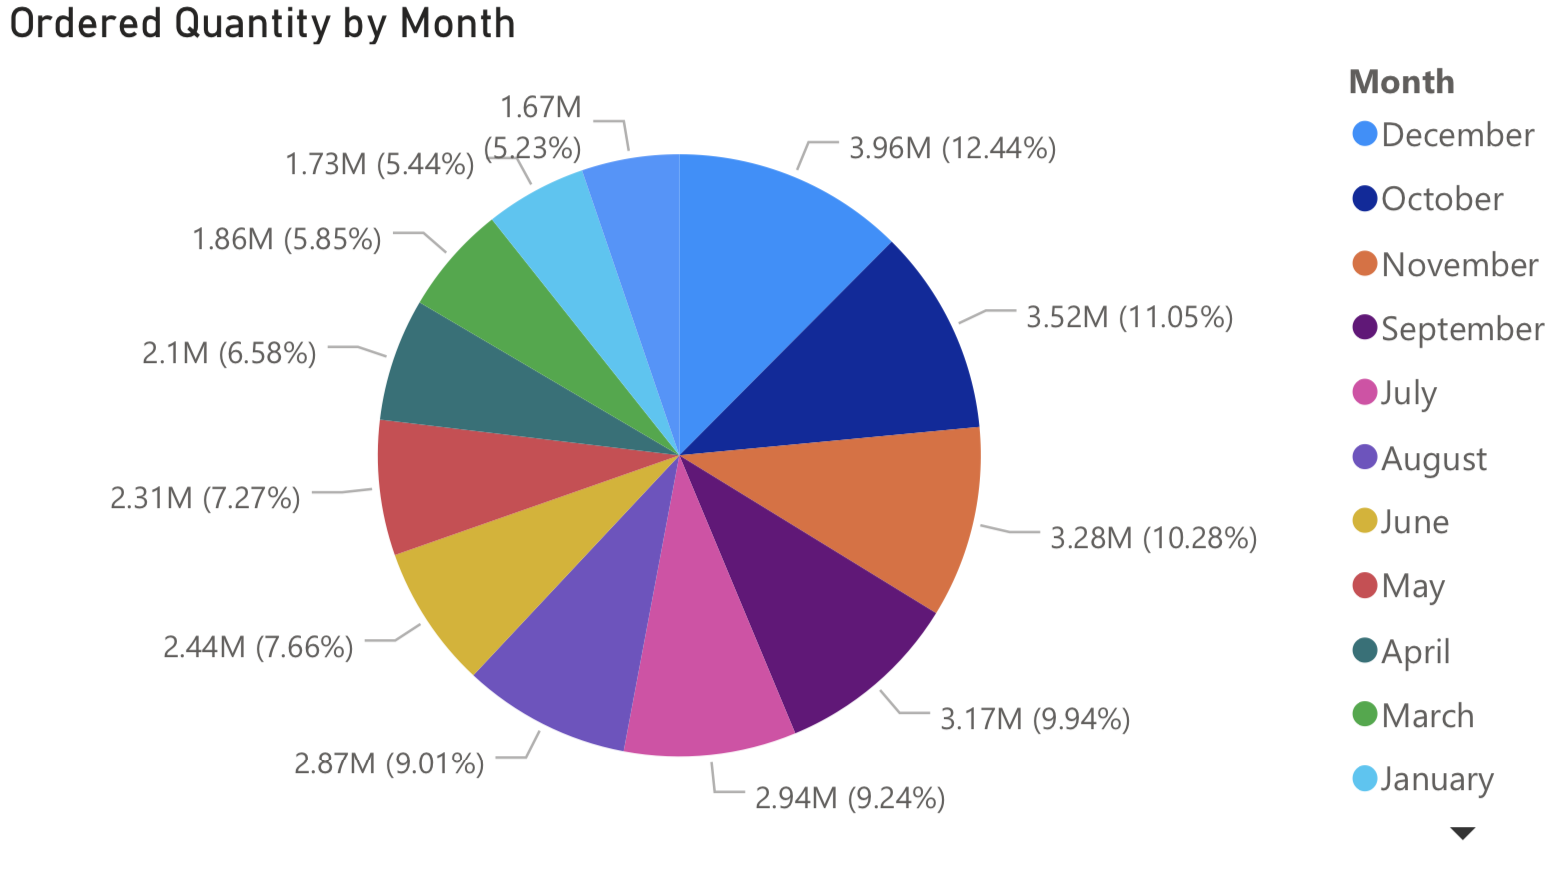 Ordered Quantity by Month
Month
December
October
November
September
July
August
June
May
April
March
January
3.96M (12.44%)
3.52M (11.05%)
3.28M (10.28%)
3.17M (9.94%)
2.94M (9.24%)
2.87M (9.01%)
2.44M (7.66%)
2.31M (7.27%)
2.1M (6.58%)
1.86M (5.85%)
1.73M (5.44%)
1.67M
(5.23%)